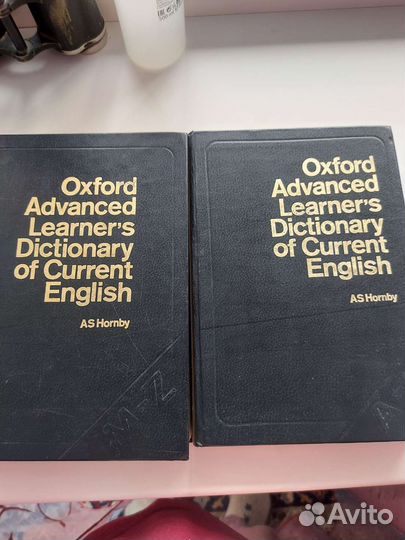 Oxford
Advanced
Learner's
Dictionary
of Current
English
AS Hornby
M-Z
Oxford
Advanced
Learner's
Dictionary
of Current
English
AS Hornby
A
Avito